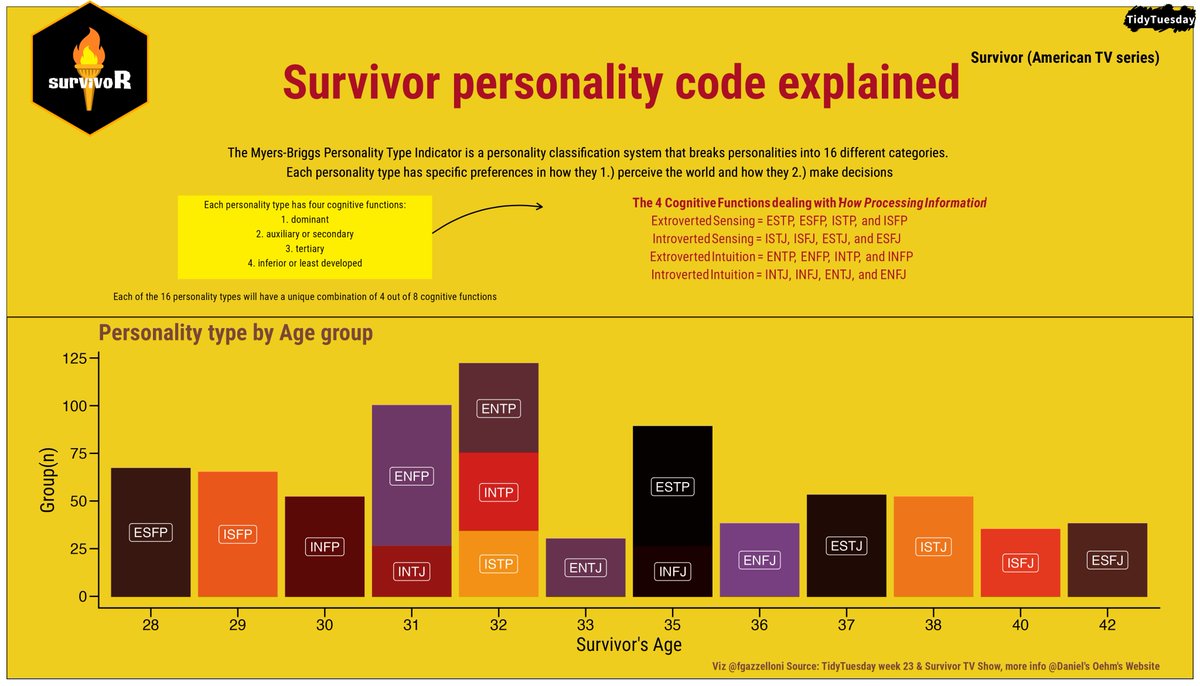 TidyTuesday
survivoR
Survivor (American TV series)
Survivor personality code explained
The Myers-Briggs Personality Type Indicator is a personality classification system that breaks personalities into 16 different categories.
Each personality type has specific preferences in how they 1.) perceive the world and how they 2.) make decisions
Each personality type has four cognitive functions:
1. dominant
2. auxiliary or secondary
3. tertiary
4. inferior or least developed
Each of the 16 personality types will have a unique combination of 4 out of 8 cognitive functions
The 4 Cognitive Functions dealing with How Processing Information
Extroverted Sensing = ESTP, ESFP, ISTP, and ISFP
Introverted Sensing = ISTJ, ISFJ, ESTJ, and ESFJ
Extroverted Intuition = ENTP, ENFP, INTP, and INFP
Introverted Intuition = INTJ, INFJ, ENTJ, and ENFJ
Personality type by Age group
Group(n)
125
100
75
50
25
0
ESFP
ISFP
INFP
ENFP
INTJ
ENTP
INTP
ISTP
ENTJ
ESTP
INFJ
ENFJ
ESTJ
ISTJ
ISFJ
ESFJ
28 29 30 31 32 33 35 36 37 38 40 42
Survivor's Age
Viz @fgazzelloni Source: TidyTuesday week 23 & Survivor TV Show, more info @Daniel's Oehm's Website